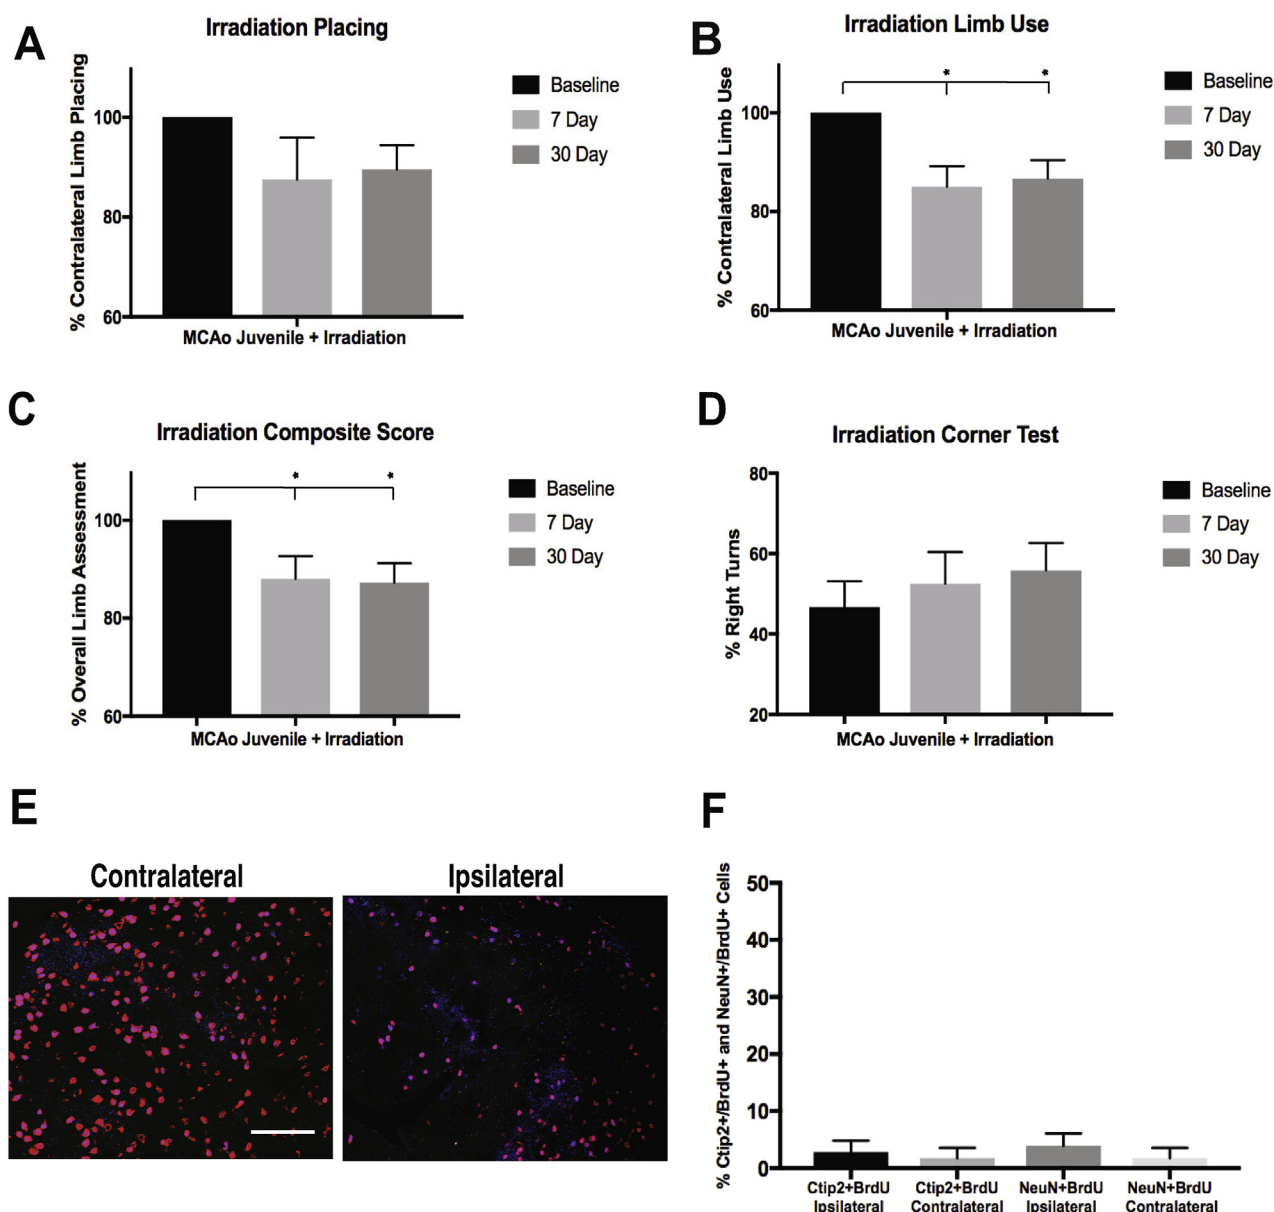 A
Irradiation Placing
% Contralateral Limb Placing
100
80
60
MCAo Juvenile + Irradiation
Baseline
7 Day
30 Day
B
Irradiation Limb Use
% Contralateral Limb Use
100
80
60
* *
MCAo Juvenile + Irradiation
Baseline
7 Day
30 Day
C
Irradiation Composite Score
% Overall Limb Assessment
100
80
60
* *
MCAo Juvenile + Irradiation
Baseline
7 Day
30 Day
D
Irradiation Corner Test
% Right Turns
80
60
40
20
MCAo Juvenile + Irradiation
Baseline
7 Day
30 Day
E
Contralateral
Ipsilateral
F
% Ctip2+/BrdU+ and NeuN+/BrdU+ Cells
50
40
30
20
10
0
Ctip2+BrdU
Ipsilateral
Ctip2+BrdU
Contralateral
NeuN+BrdU
Ipsilateral
NeuN+BrdU
Contralateral